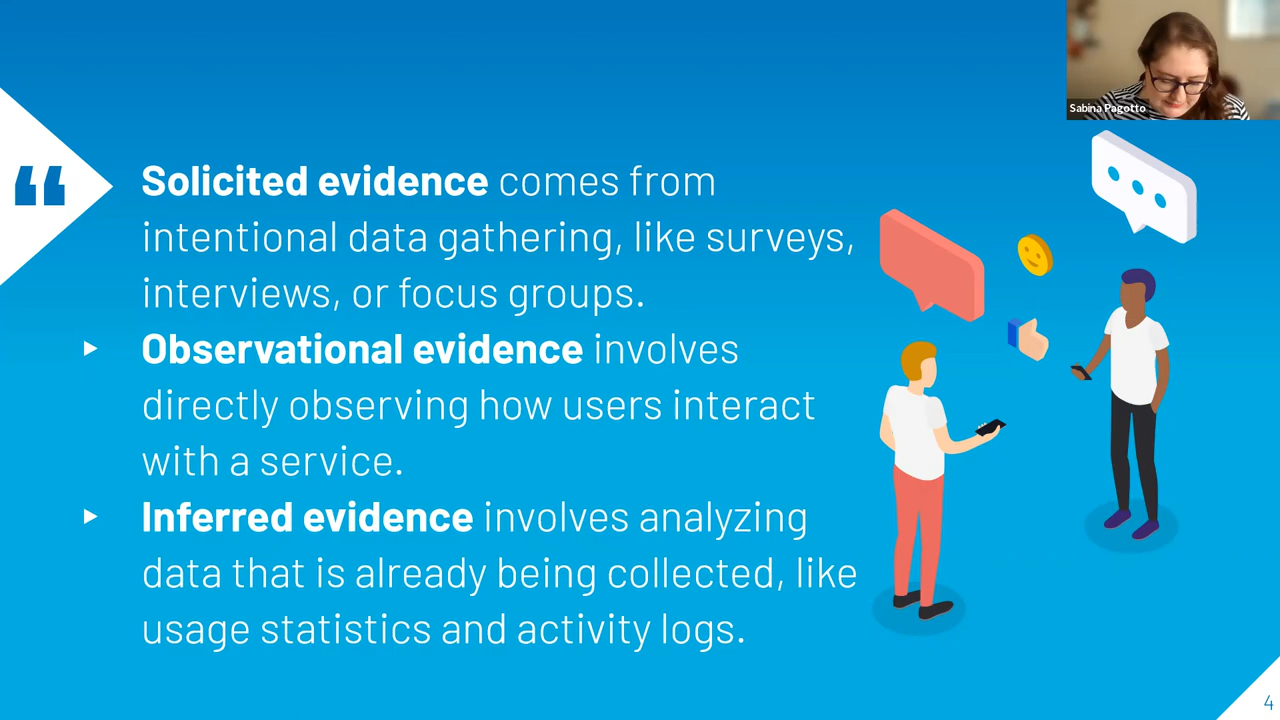 Sabina Pagotto
“
Solicited evidence comes from
intentional data gathering, like surveys,
interviews, or focus groups.
▸ Observational evidence involves
directly observing how users interact
with a service.
▸ Inferred evidence involves analyzing
data that is already being collected, like
usage statistics and activity logs.
4